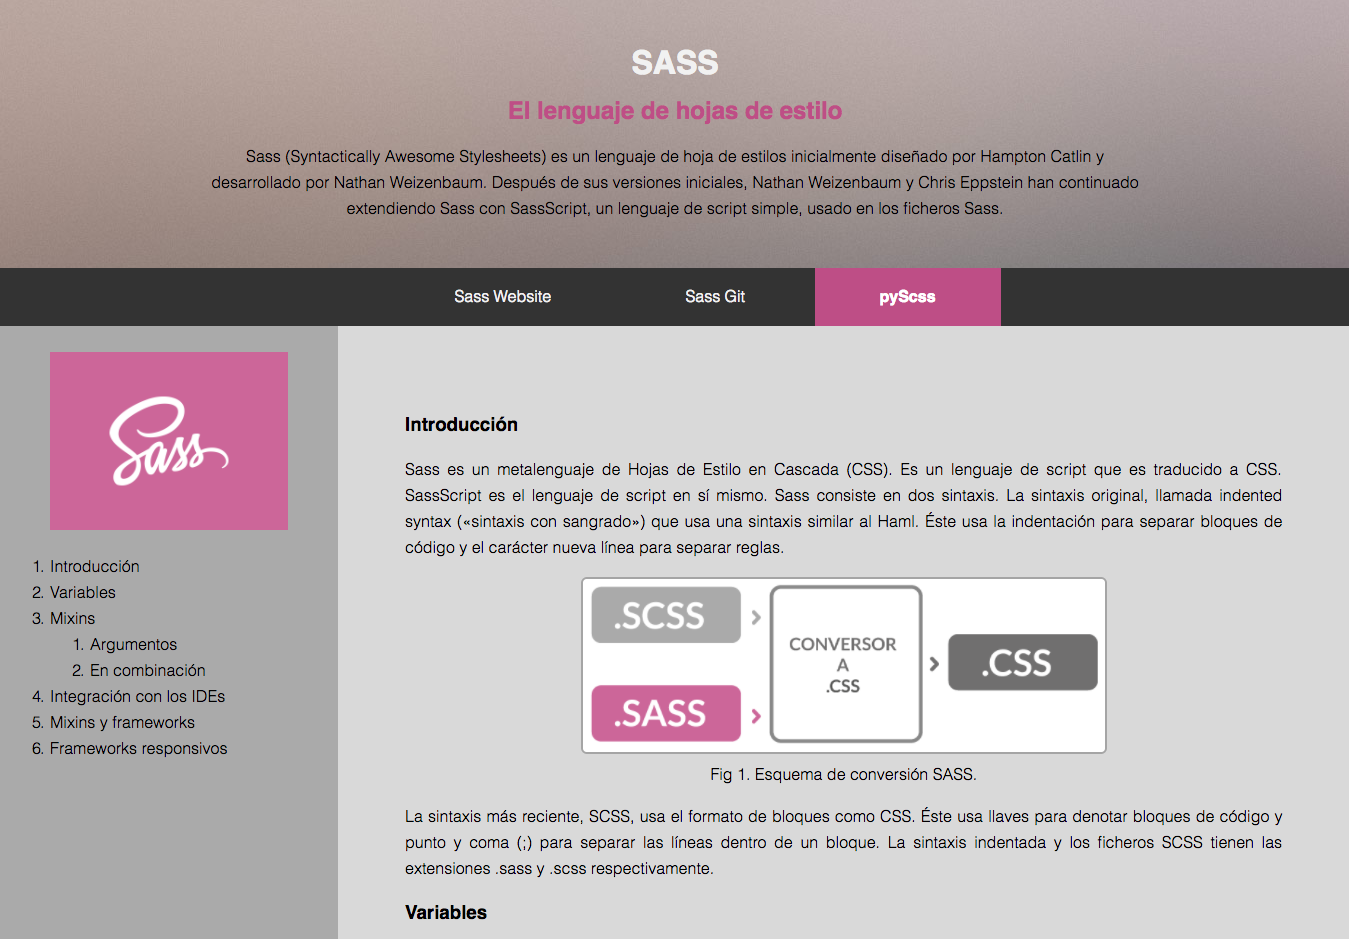 SASS
El lenguaje de hojas de estilo
Sass (Syntactically Awesome Stylesheets) es un lenguaje de hoja de estilos inicialmente diseñado por Hampton Catlin y
desarrollado por Nathan Weizenbaum. Después de sus versiones iniciales, Nathan Weizenbaum y Chris Eppstein han continuado
extendiendo Sass con SassScript, un lenguaje de script simple, usado en los ficheros Sass.
Sass Website
Sass Git
pyScss
Sass
1. Introducción
2. Variables
3. Mixins
1. Argumentos
2. En combinación
4. Integración con los IDEs
5. Mixins y frameworks
6. Frameworks responsivos
Introducción
Sass es un metalenguaje de Hojas de Estilo en Cascada (CSS). Es un lenguaje de script que es traducido a CSS.
SassScript es el lenguaje de script en sí mismo. Sass consiste en dos sintaxis. La sintaxis original, llamada indented
syntax («sintaxis con sangrado») que usa una sintaxis similar al Haml. Éste usa la indentación para separar bloques de
código y el carácter nueva línea para separar reglas.
.SCSS
.SASS
CONVERSOR
A
.CSS
.CSS
Fig 1. Esquema de conversión SASS.
La sintaxis más reciente, SCSS, usa el formato de bloques como CSS. Éste usa llaves para denotar bloques de código y
punto y coma (;) para separar las líneas dentro de un bloque. La sintaxis indentada y los ficheros SCSS tienen las
extensiones .sass y .scss respectivamente.
Variables